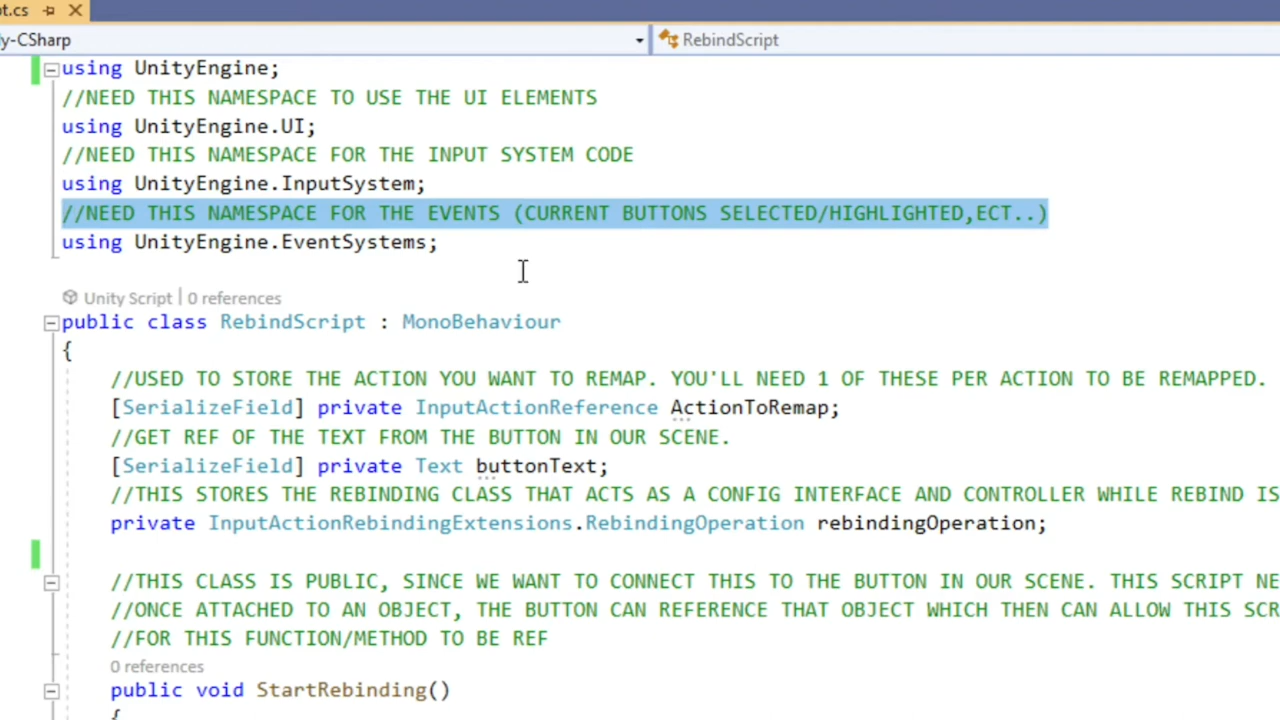 t.cs
y-CSharp
RebindScript
using UnityEngine;
//NEED THIS NAMESPACE TO USE THE UI ELEMENTS
using UnityEngine.UI;
//NEED THIS NAMESPACE FOR THE INPUT SYSTEM CODE
using UnityEngine.InputSystem;
//NEED THIS NAMESPACE FOR THE EVENTS (CURRENT BUTTONS SELECTED/HIGHLIGHTED,ECT..)
using UnityEngine.EventSystems;
Unity Script | 0 references
public class RebindScript : MonoBehaviour
{
//USED TO STORE THE ACTION YOU WANT TO REMAP. YOU'LL NEED 1 OF THESE PER ACTION TO BE REMAPPED.
[SerializeField] private InputActionReference ActionToRemap;
//GET REF OF THE TEXT FROM THE BUTTON IN OUR SCENE.
[SerializeField] private Text buttonText;
//THIS STORES THE REBINDING CLASS THAT ACTS AS A CONFIG INTERFACE AND CONTROLLER WHILE REBIND IS
private InputActionRebindingExtensions.RebindingOperation rebindingOperation;
//THIS CLASS IS PUBLIC, SINCE WE WANT TO CONNECT THIS TO THE BUTTON IN OUR SCENE. THIS SCRIPT NE
//ONCE ATTACHED TO AN OBJECT, THE BUTTON CAN REFERENCE THAT OBJECT WHICH THEN CAN ALLOW THIS SCR
//FOR THIS FUNCTION/METHOD TO BE REF
0 references
public void StartRebinding()
{